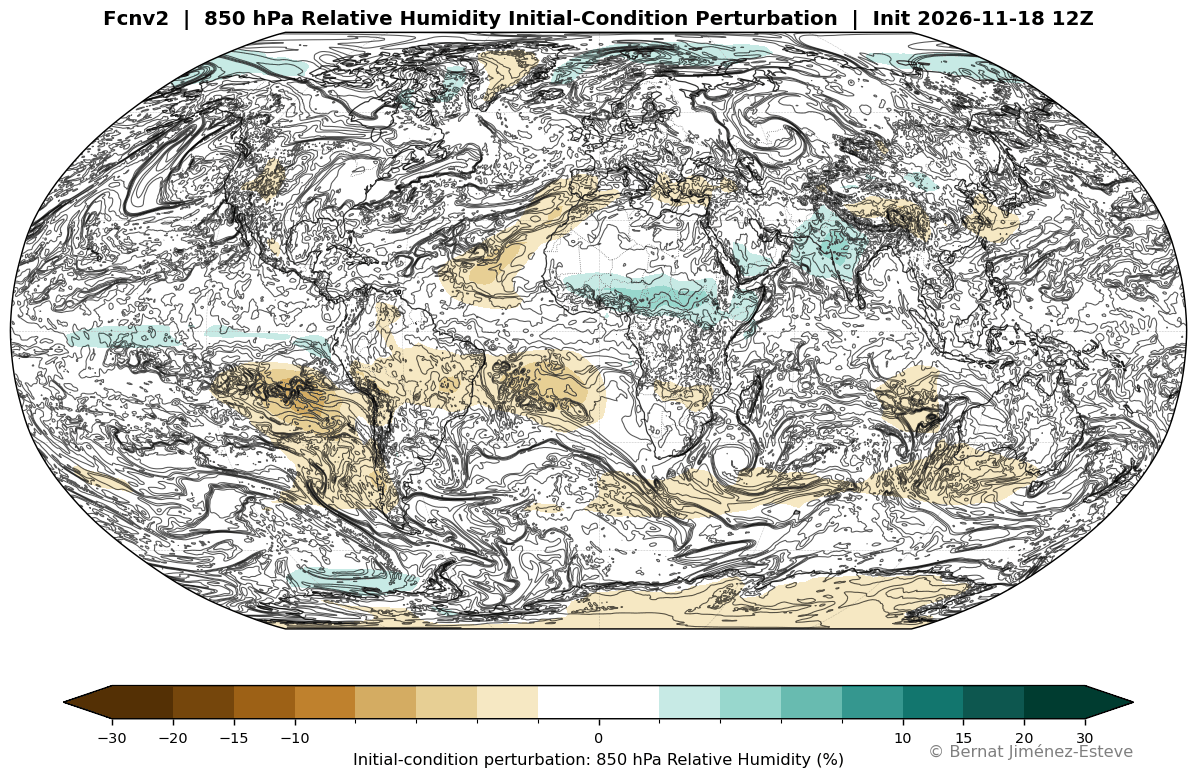 Fcnv2 | 850 hPa Relative Humidity Initial-Condition Perturbation | Init 2026-11-18 12Z
−30 −20 −15 −10 0 10 15 20 30
Initial-condition perturbation: 850 hPa Relative Humidity (%)
© Bernat Jiménez-Esteve